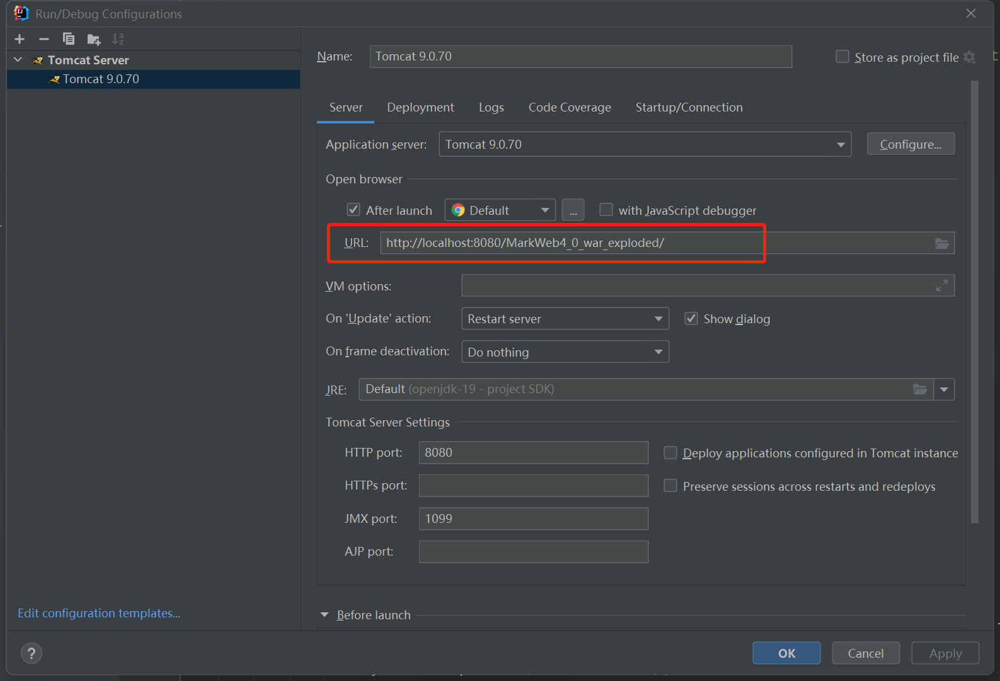 Run/Debug Configurations
Tomcat Server
Tomcat 9.0.70
Name: Tomcat 9.0.70 Store as project file
Server Deployment Logs Code Coverage Startup/Connection
Application server: Tomcat 9.0.70 Configure...
Open browser
After launch Default ... with JavaScript debugger
URL: http://localhost:8080/MarkWeb4_0_war_exploded/
VM options:
On 'Update' action: Restart server Show dialog
On frame deactivation: Do nothing
JRE: Default (openjdk-19 - project SDK)
Tomcat Server Settings
HTTP port: 8080 Deploy applications configured in Tomcat instance
HTTPs port: Preserve sessions across restarts and redeploys
JMX port: 1099
AJP port:
Edit configuration templates...
Before launch
? OK Cancel Apply